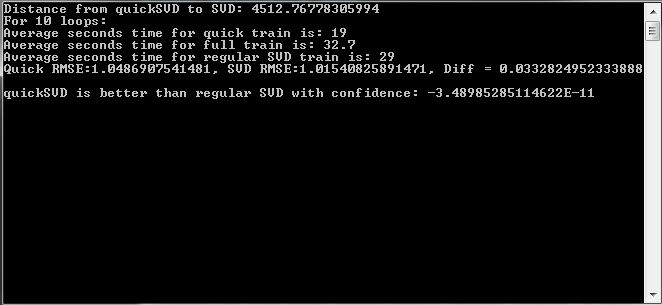 Distance from quickSVD to SVD: 4512.76778305994
For 10 loops:
Average seconds time for quick train is: 19
Average seconds time for full train is: 32.7
Average seconds time for regular SVD train is: 29
Quick RMSE:1.0486907541481, SVD RMSE:1.01540825891471, Diff = 0.0332824952333888
quickSVD is better than regular SVD with confidence: -3.48985285114622E-11